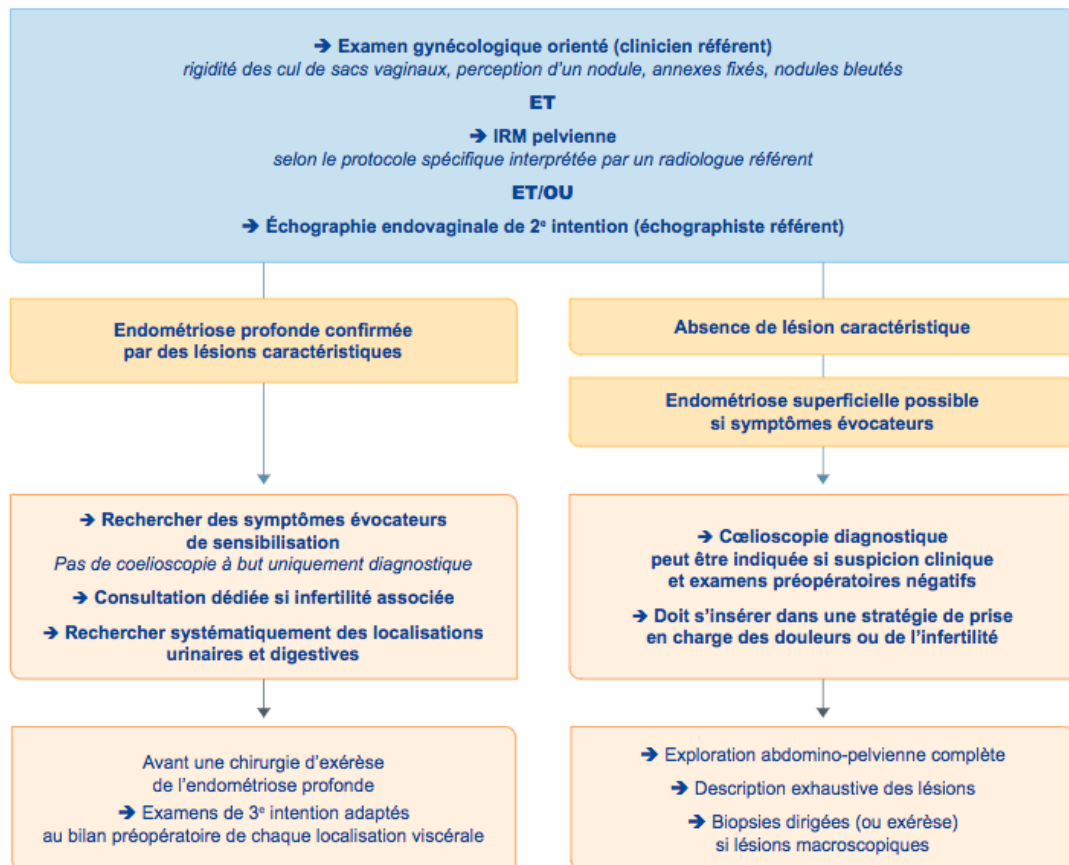 ➔ Examen gynécologique orienté (clinicien référent)
rigidité des cul de sacs vaginaux, perception d'un nodule, annexes fixés, nodules bleutés
ET
➔ IRM pelvienne
selon le protocole spécifique interprétée par un radiologue référent
ET/OU
➔ Échographie endovaginale de 2e intention (échographiste référent)
Endométriose profonde confirmée
par des lésions caractéristiques
➔ Rechercher des symptômes évocateurs
de sensibilisation
Pas de coelioscopie à but uniquement diagnostique
➔ Consultation dédiée si infertilité associée
➔ Rechercher systématiquement des localisations
urinaires et digestives
Avant une chirurgie d'exérèse
de l'endométriose profonde
➔ Examens de 3e intention adaptés
au bilan préopératoire de chaque localisation viscérale
Absence de lésion caractéristique
Endométriose superficielle possible
si symptômes évocateurs
➔ Cœlioscopie diagnostique
peut être indiquée si suspicion clinique
et examens préopératoires négatifs
➔ Doit s'insérer dans une stratégie de prise
en charge des douleurs ou de l'infertilité
➔ Exploration abdomino-pelvienne complète
➔ Description exhaustive des lésions
➔ Biopsies dirigées (ou exérèse)
si lésions macroscopiques